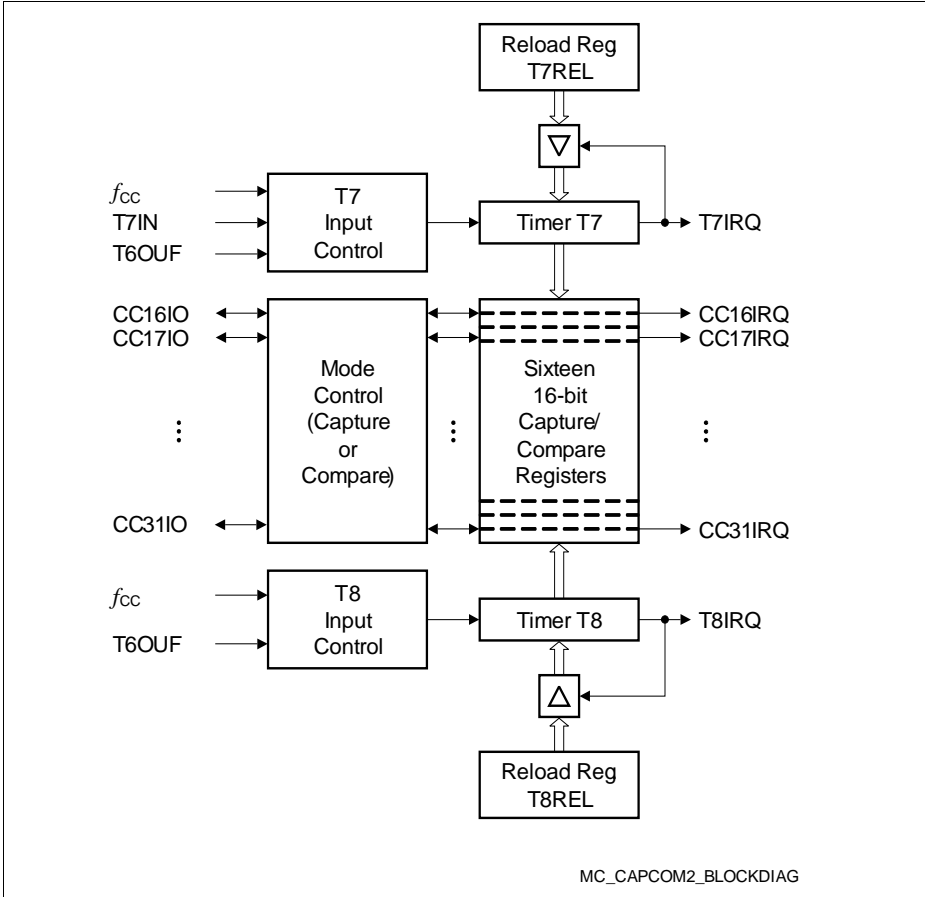 Reload Reg
T7REL
fCC
T7IN
T6OUF
T7
Input
Control
Timer T7
T7IRQ
CC16IO
CC17IO
CC31IO
Mode
Control
(Capture
or
Compare)
Sixteen
16-bit
Capture/
Compare
Registers
CC16IRQ
CC17IRQ
CC31IRQ
fCC
T6OUF
T8
Input
Control
Timer T8
T8IRQ
Reload Reg
T8REL
MC_CAPCOM2_BLOCKDIAG